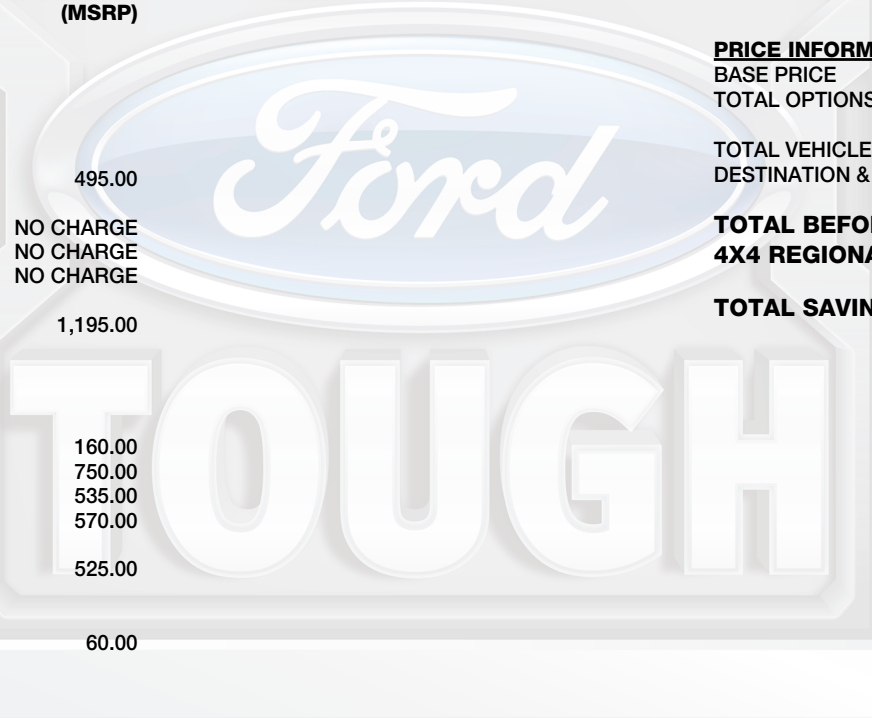 (MSRP)
495.00
NO CHARGE
NO CHARGE
NO CHARGE
1,195.00
160.00
750.00
535.00
570.00
525.00
60.00
PRICE INFORM
BASE PRICE
TOTAL OPTIONS
TOTAL VEHICLE
DESTINATION &
TOTAL BEFO
4X4 REGIONA
TOTAL SAVIN
Ford
TOUGH